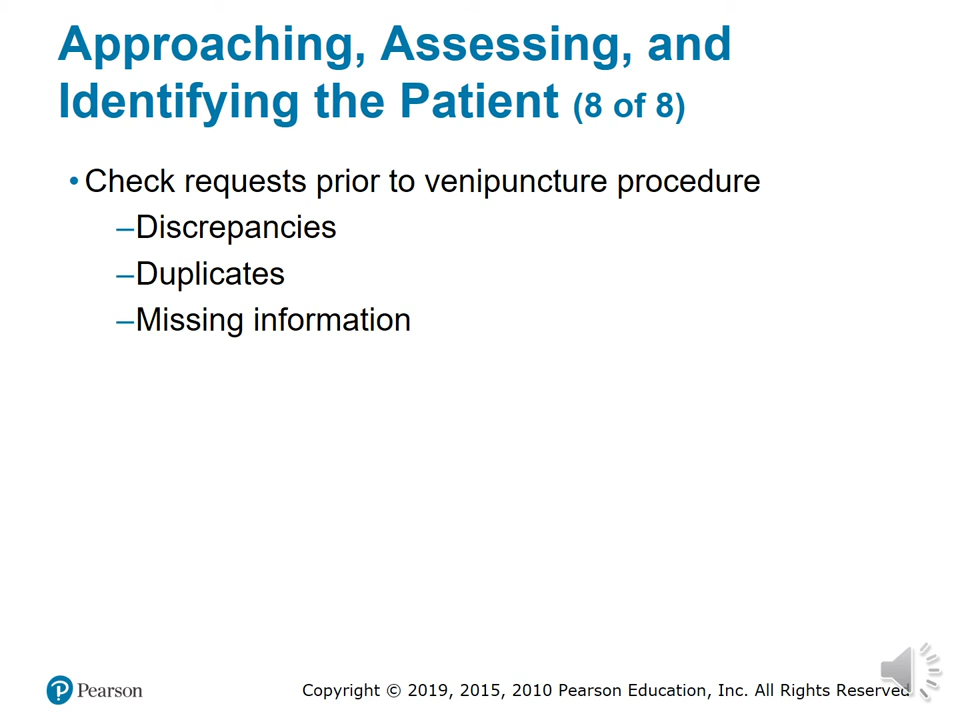 Approaching, Assessing, and
Identifying the Patient (8 of 8)
• Check requests prior to venipuncture procedure
–Discrepancies
–Duplicates
–Missing information
Pearson
Copyright © 2019, 2015, 2010 Pearson Education, Inc. All Rights Reserved